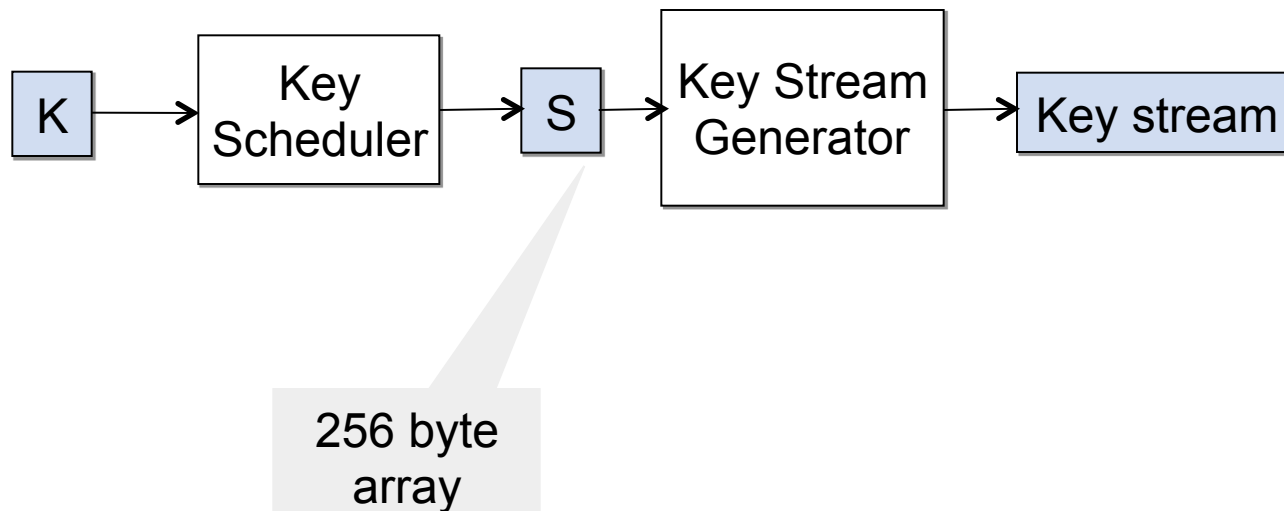 K
Key
Scheduler
S
Key Stream
Generator
Key stream
256 byte
array